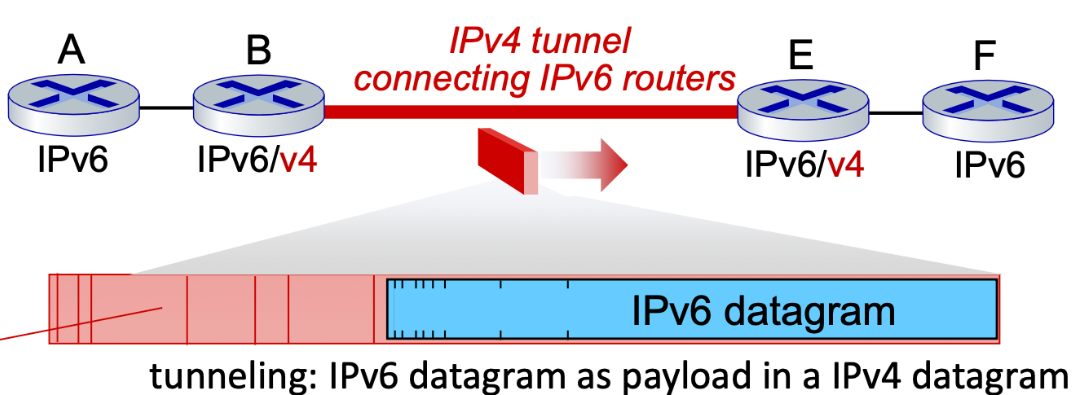 IPv4 tunnel
connecting IPv6 routers
A
B
E
F
IPv6
IPv6/v4
IPv6/v4
IPv6
IPv6 datagram
tunneling: IPv6 datagram as payload in a IPv4 datagram